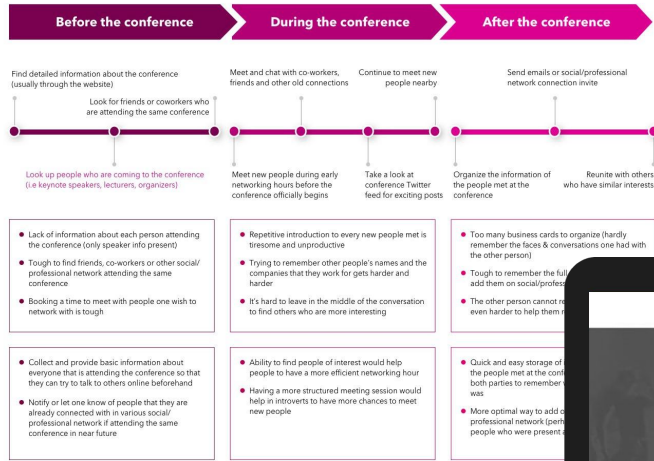 Before the conference
During the conference
After the conference
Find detailed information about the conference
(usually through the website)
Look for friends or coworkers who
are attending the same conference
Look up people who are coming to the conference
(i.e keynote speakers, lecturers, organizers)
Meet and chat with co-workers,
friends and other old connections
Continue to meet new
people nearby
Meet new people during early
networking hours before the
conference officially begins
Take a look at
conference Twitter
feed for exciting posts
Send emails or social/professional
network connection invite
Organize the information of
the people met at the
conference
Reunite with others
who have similar interests
Lack of information about each person attending
the conference (only speaker info present)
Tough to find friends, co-workers or other social/
professional network attending the same
conference
Booking a time to meet with people one wish to
network with is tough
Repetitive introduction to every new people met is
tiresome and unproductive
Trying to remember other people's names and the
companies that they work for gets harder and
harder
It's hard to leave in the middle of the conversation
to find others who are more interesting
Too many business cards to organize (hardly
remember the faces & conversations one had with
the other person)
Tough to remember the full
add them on social/
The other person cannot
even harder to help them
Collect and provide basic information about
everyone that is attending the conference so that
they can try to talk to others online beforehand
Notify or let one know of people that they are
already connected with in various social/
professional network if attending the same
conference in near future
Ability to find people of interest would help
people to have a more efficient networking hour
Having a more structured meeting session would
help in introverts to have more chances to meet
new people
Quick and easy storage of
the people met at the
both parties to remember
was
More optimal way to add
professional network
people who were present